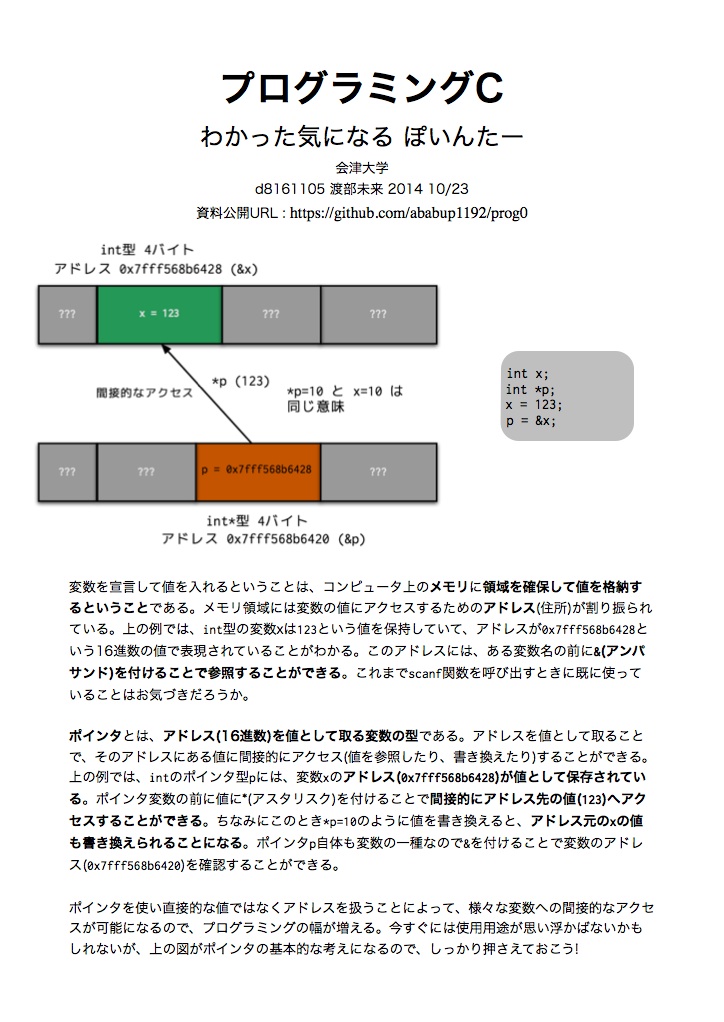 プログラミングC
わかった気になる ぽいんたー
会津大学
d8161105 渡部未来 2014 10/23
資料公開URL : https://github.com/ababup1192/prog0
int型 4バイト
アドレス 0x7fff568b6428 (&x)
???
x = 123
???
???
*p (123)
間接的なアクセス
*p=10 と x=10 は
同じ意味
int x;
int *p;
x = 123;
p = &x;
???
???
p = 0x7fff568b6428
???
int*型 4バイト
アドレス 0x7fff568b6420 (&p)
変数を宣言して値を入れるということは、コンピュータ上のメモリに領域を確保して値を格納す
るということである。メモリ領域には変数の値にアクセスするためのアドレス(住所)が割り振られ
ている。上の例では、int型の変数xは123という値を保持していて、アドレスが0x7fff568b6428と
いう16進数の値で表現されていることがわかる。このアドレスには、ある変数名の前に&(アンパ
サンド)を付けることで参照することができる。これまでscanf関数を呼び出すときに既に使って
いることはお気づきだろうか。
ポインタとは、アドレス(16進数)を値として取る変数の型である。アドレスを値として取ること
で、そのアドレスにある値に間接的にアクセス(値を参照したり、書き換えたり)することができる。
上の例では、intのポインタ型pには、変数xのアドレス(0x7fff568b6428)が値として保存されてい
る。ポインタ変数の前に値に*(アスタリスク)を付けることで間接的にアドレス先の値(123)へアク
セスすることができる。ちなみにこのとき*p=10のように値を書き換えると、アドレス元のxの値
も書き換えられることになる。ポインタp自体も変数の一種なので&を付けることで変数のアドレ
ス(0x7fff568b6420)を確認することができる。
ポインタを使い直接的な値ではなくアドレスを扱うことによって、様々な変数への間接的なアクセ
スが可能になるので、プログラミングの幅が増える。今すぐには使用用途が思い浮かばないかも
しれないが、上の図がポインタの基本的な考えになるので、しっかり押さえておこう!